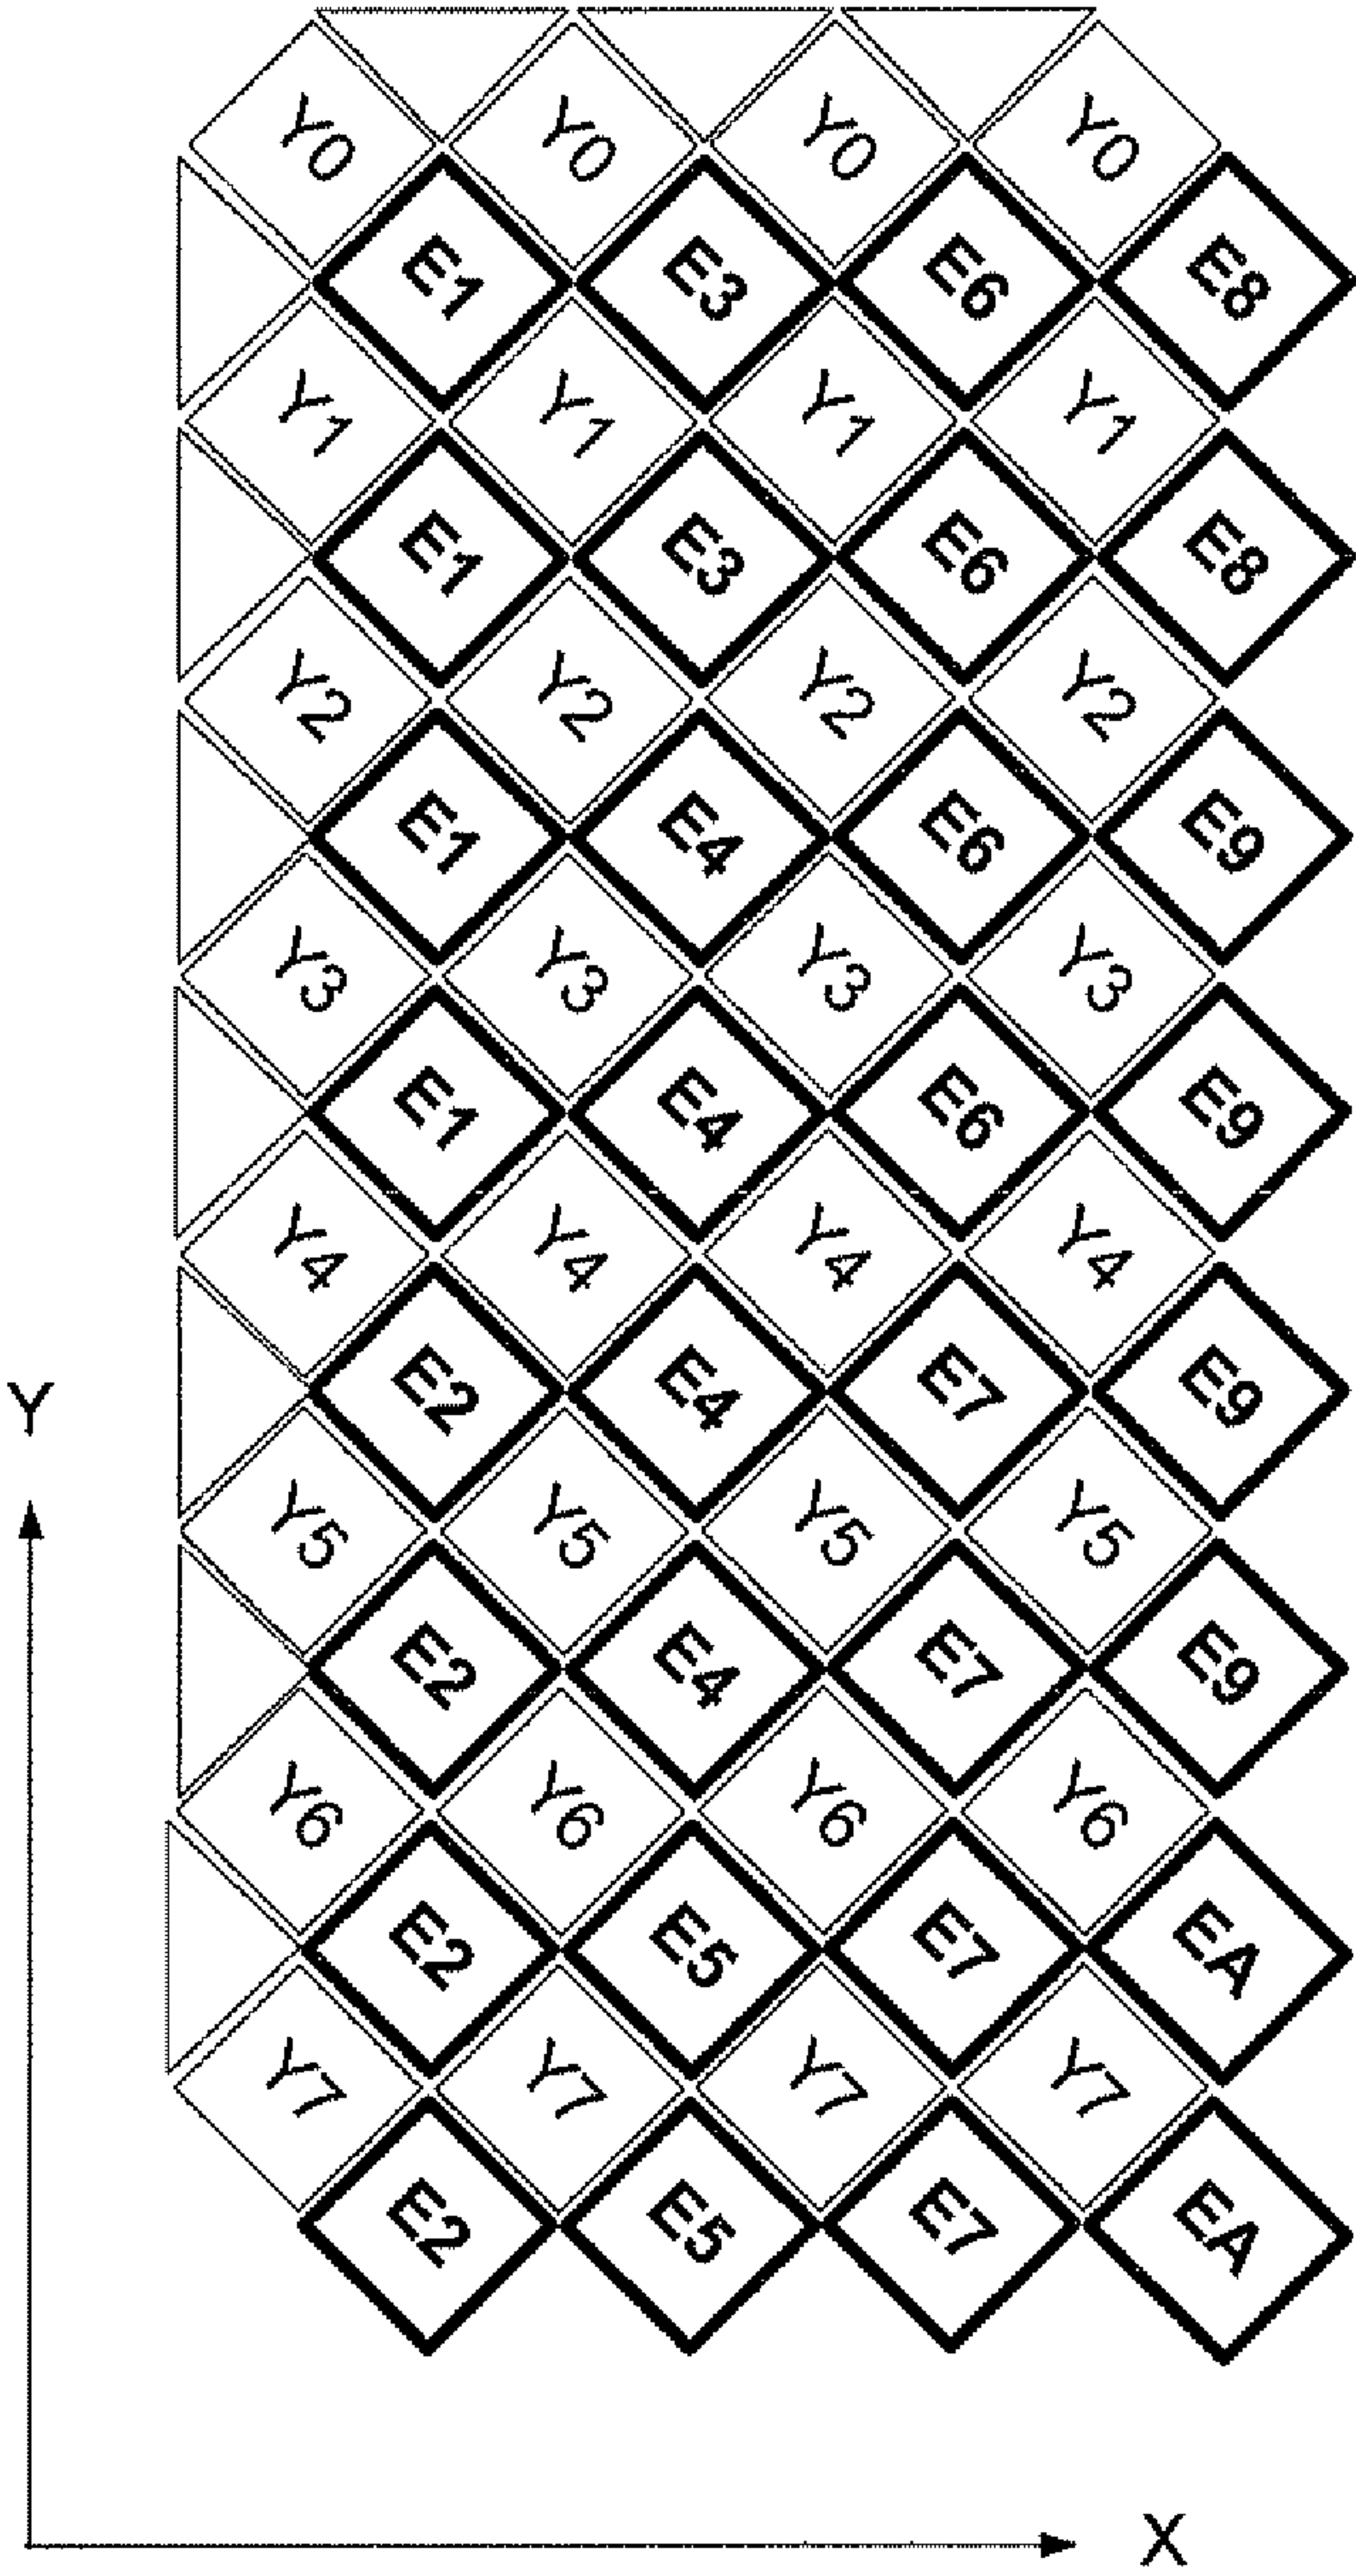 Y0 Y0 Y0 Y0
E1 E3 E6 E8
Y1 Y1 Y1 Y1
E1 E3 E6 E8
Y2 Y2 Y2 Y2
E1 E4 E6 E9
Y3 Y3 Y3 Y3
E1 E4 E6 E9
Y4 Y4 Y4 Y4
E2 E4 E7 E9
Y
Y5 Y5 Y5 Y5
E2 E4 E7 E9
Y6 Y6 Y6 Y6
E2 E5 E7 EA
Y7 Y7 Y7 Y7
E2 E5 E7 EA
X